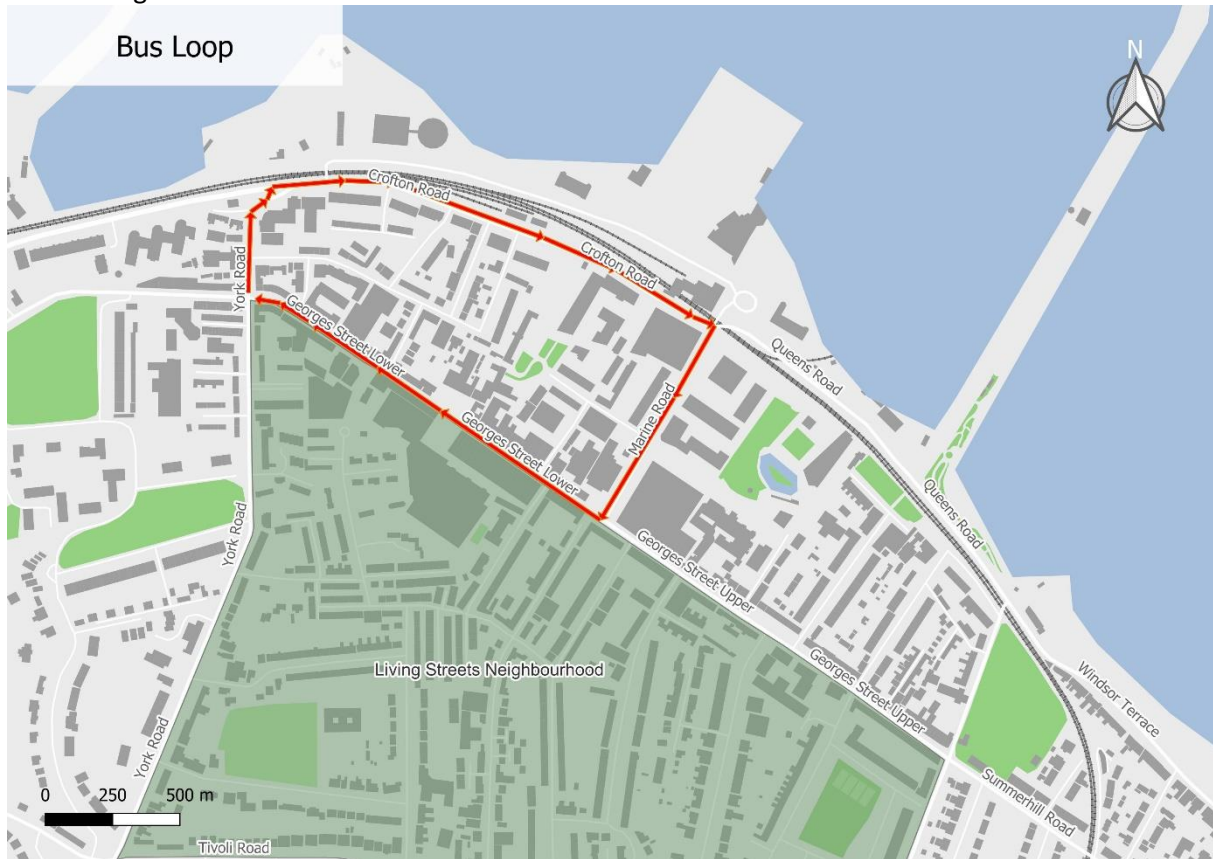 Bus Loop
N
Crofton Road
Crofton Road
York Road
Georges Street Lower
Queens Road
Marine Road
Georges Street Lower
Queens Road
York Road
Georges Street Upper
Living Streets Neighbourhood
Georges Street Upper
Windsor Terrace
York Road
Summerhill Road
0 250 500 m
Tivoli Road